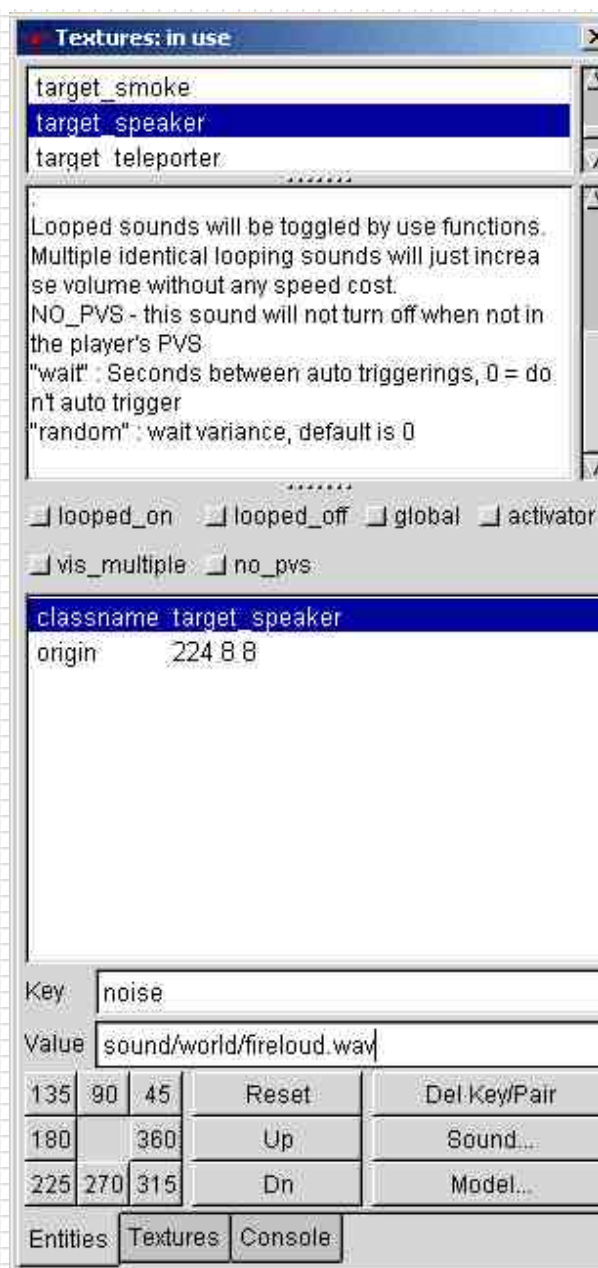 Textures: in use
target_smoke
target_speaker
target_teleporter
.
Looped sounds will be toggled by use functions.
Multiple identical looping sounds will just increa
se volume without any speed cost.
NO_PVS - this sound will not turn off when not in
the player's PVS
"wait" : Seconds between auto triggerings, 0 = do
n't auto trigger
"random" : wait variance, default is 0
looped_on looped_off global activator
vis_multiple no_pvs
classname target_speaker
origin 224 8 8
Key noise
Value sound/world/fireloud.wav
135 90 45 Reset Del Key/Pair
180 360 Up Sound...
225 270 315 Dn Model...
Entities Textures Console